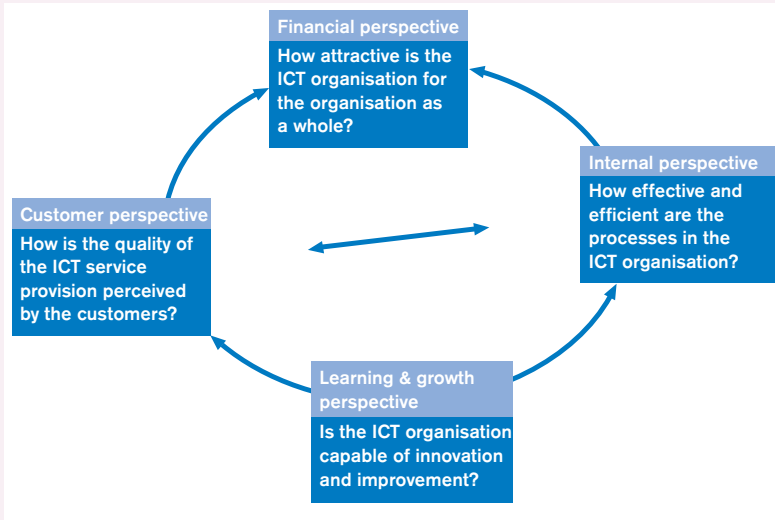 Financial perspective
How attractive is the
ICT organisation for
the organisation as
a whole?
Internal perspective
How effective and
efficient are the
processes in the
ICT organisation?
Customer perspective
How is the quality of
the ICT service
provision perceived
by the customers?
Learning & growth
perspective
Is the ICT organisation
capable of innovation
and improvement?